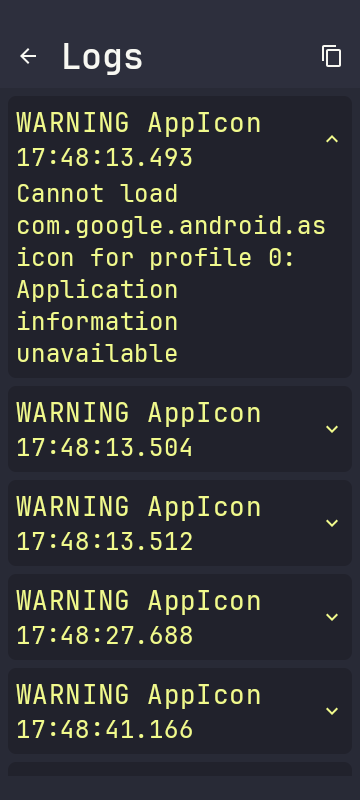 Logs
WARNING AppIcon
17:48:13.493
Cannot load
com.google.android.as
icon for profile 0:
Application
information
unavailable
WARNING AppIcon
17:48:13.504
WARNING AppIcon
17:48:13.512
WARNING AppIcon
17:48:27.688
WARNING AppIcon
17:48:41.166